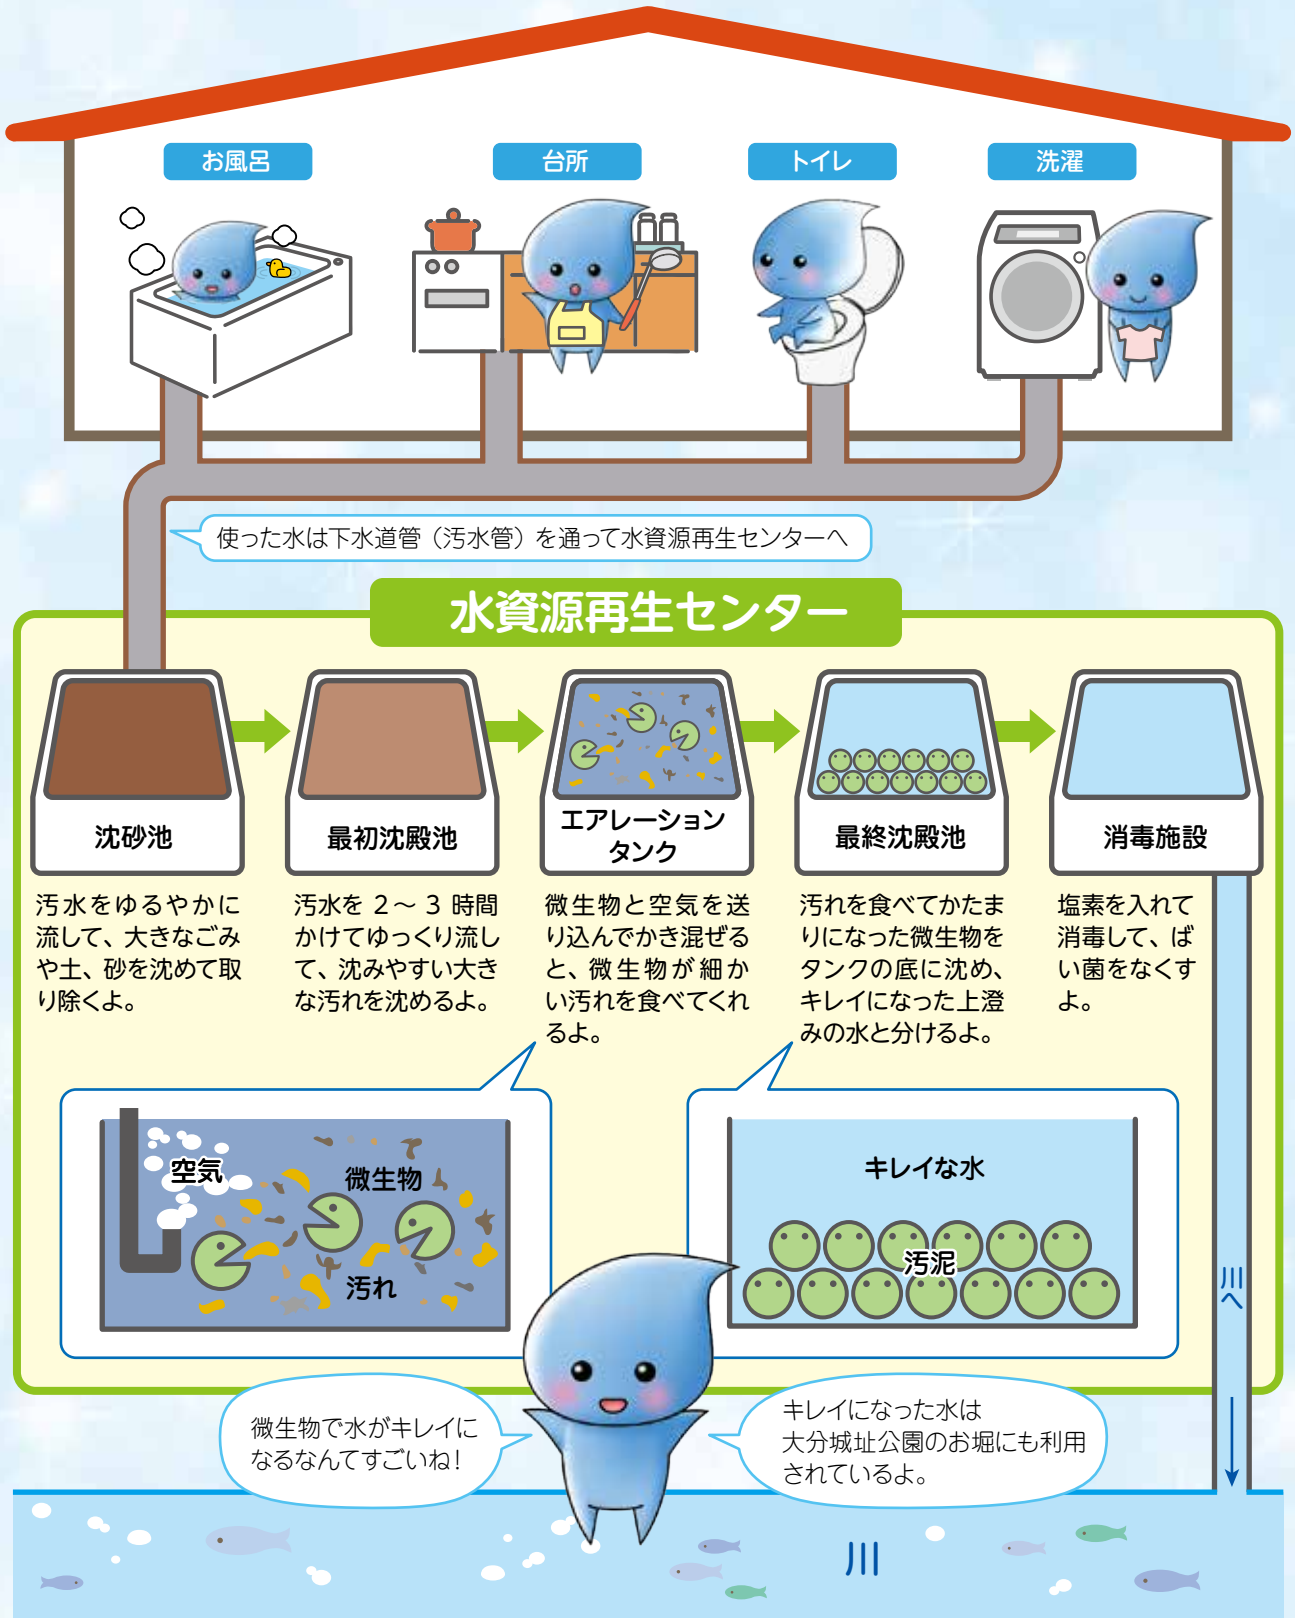 お風呂
台所
トイレ
洗濯
使った水は下水道管（汚水管）を通って水資源再生センターへ
水資源再生センター
沈砂池
汚水をゆるやかに
流して、大きなごみ
や土、砂を沈めて取
り除くよ。
最初沈殿池
汚水を 2～3 時間
かけてゆっくり流し
て、沈みやすい大き
な汚れを沈めるよ。
エアレーション
タンク
微生物と空気を送
り込んでかき混ぜる
と、微生物が細か
い汚れを食べてくれ
るよ。
最終沈殿池
汚れを食べてかたま
りになった微生物を
タンクの底に沈め、
キレイになった上澄
みの水と分けるよ。
消毒施設
塩素を入れて
消毒して、ば
い菌をなくす
よ。
空気
微生物
汚れ
キレイな水
汚泥
川へ
微生物で水がキレイに
なるなんてすごいね！
キレイになった水は
大分城址公園のお堀にも利用
されているよ。
川